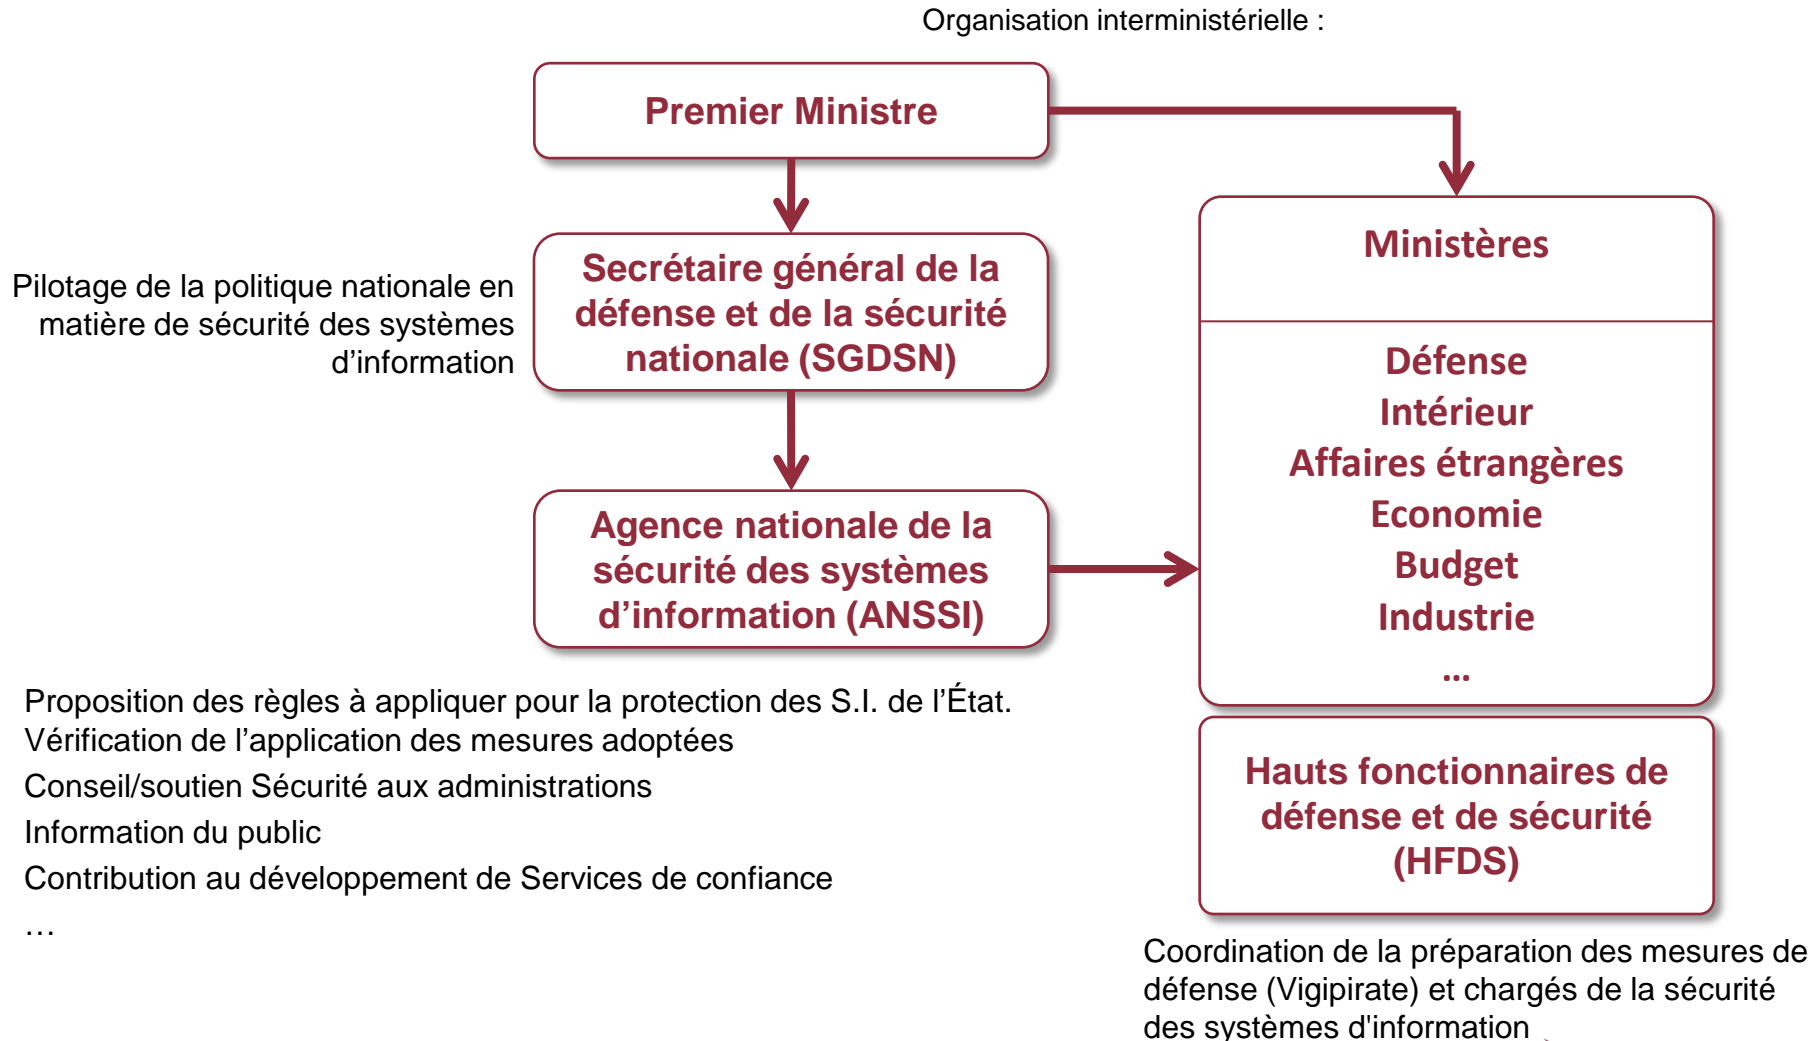 Organisation interministérielle :
Premier Ministre
Pilotage de la politique nationale en
matière de sécurité des systèmes
d’information
Secrétaire général de la
défense et de la sécurité
nationale (SGDSN)
Agence nationale de la
sécurité des systèmes
d’information (ANSSI)
Ministères
Défense
Intérieur
Affaires étrangères
Economie
Budget
Industrie
...
Proposition des règles à appliquer pour la protection des S.I. de l’État.
Vérification de l’application des mesures adoptées
Conseil/soutien Sécurité aux administrations
Information du public
Contribution au développement de Services de confiance
…
Hauts fonctionnaires de
défense et de sécurité
(HFDS)
Coordination de la préparation des mesures de
défense (Vigipirate) et chargés de la sécurité
des systèmes d'information